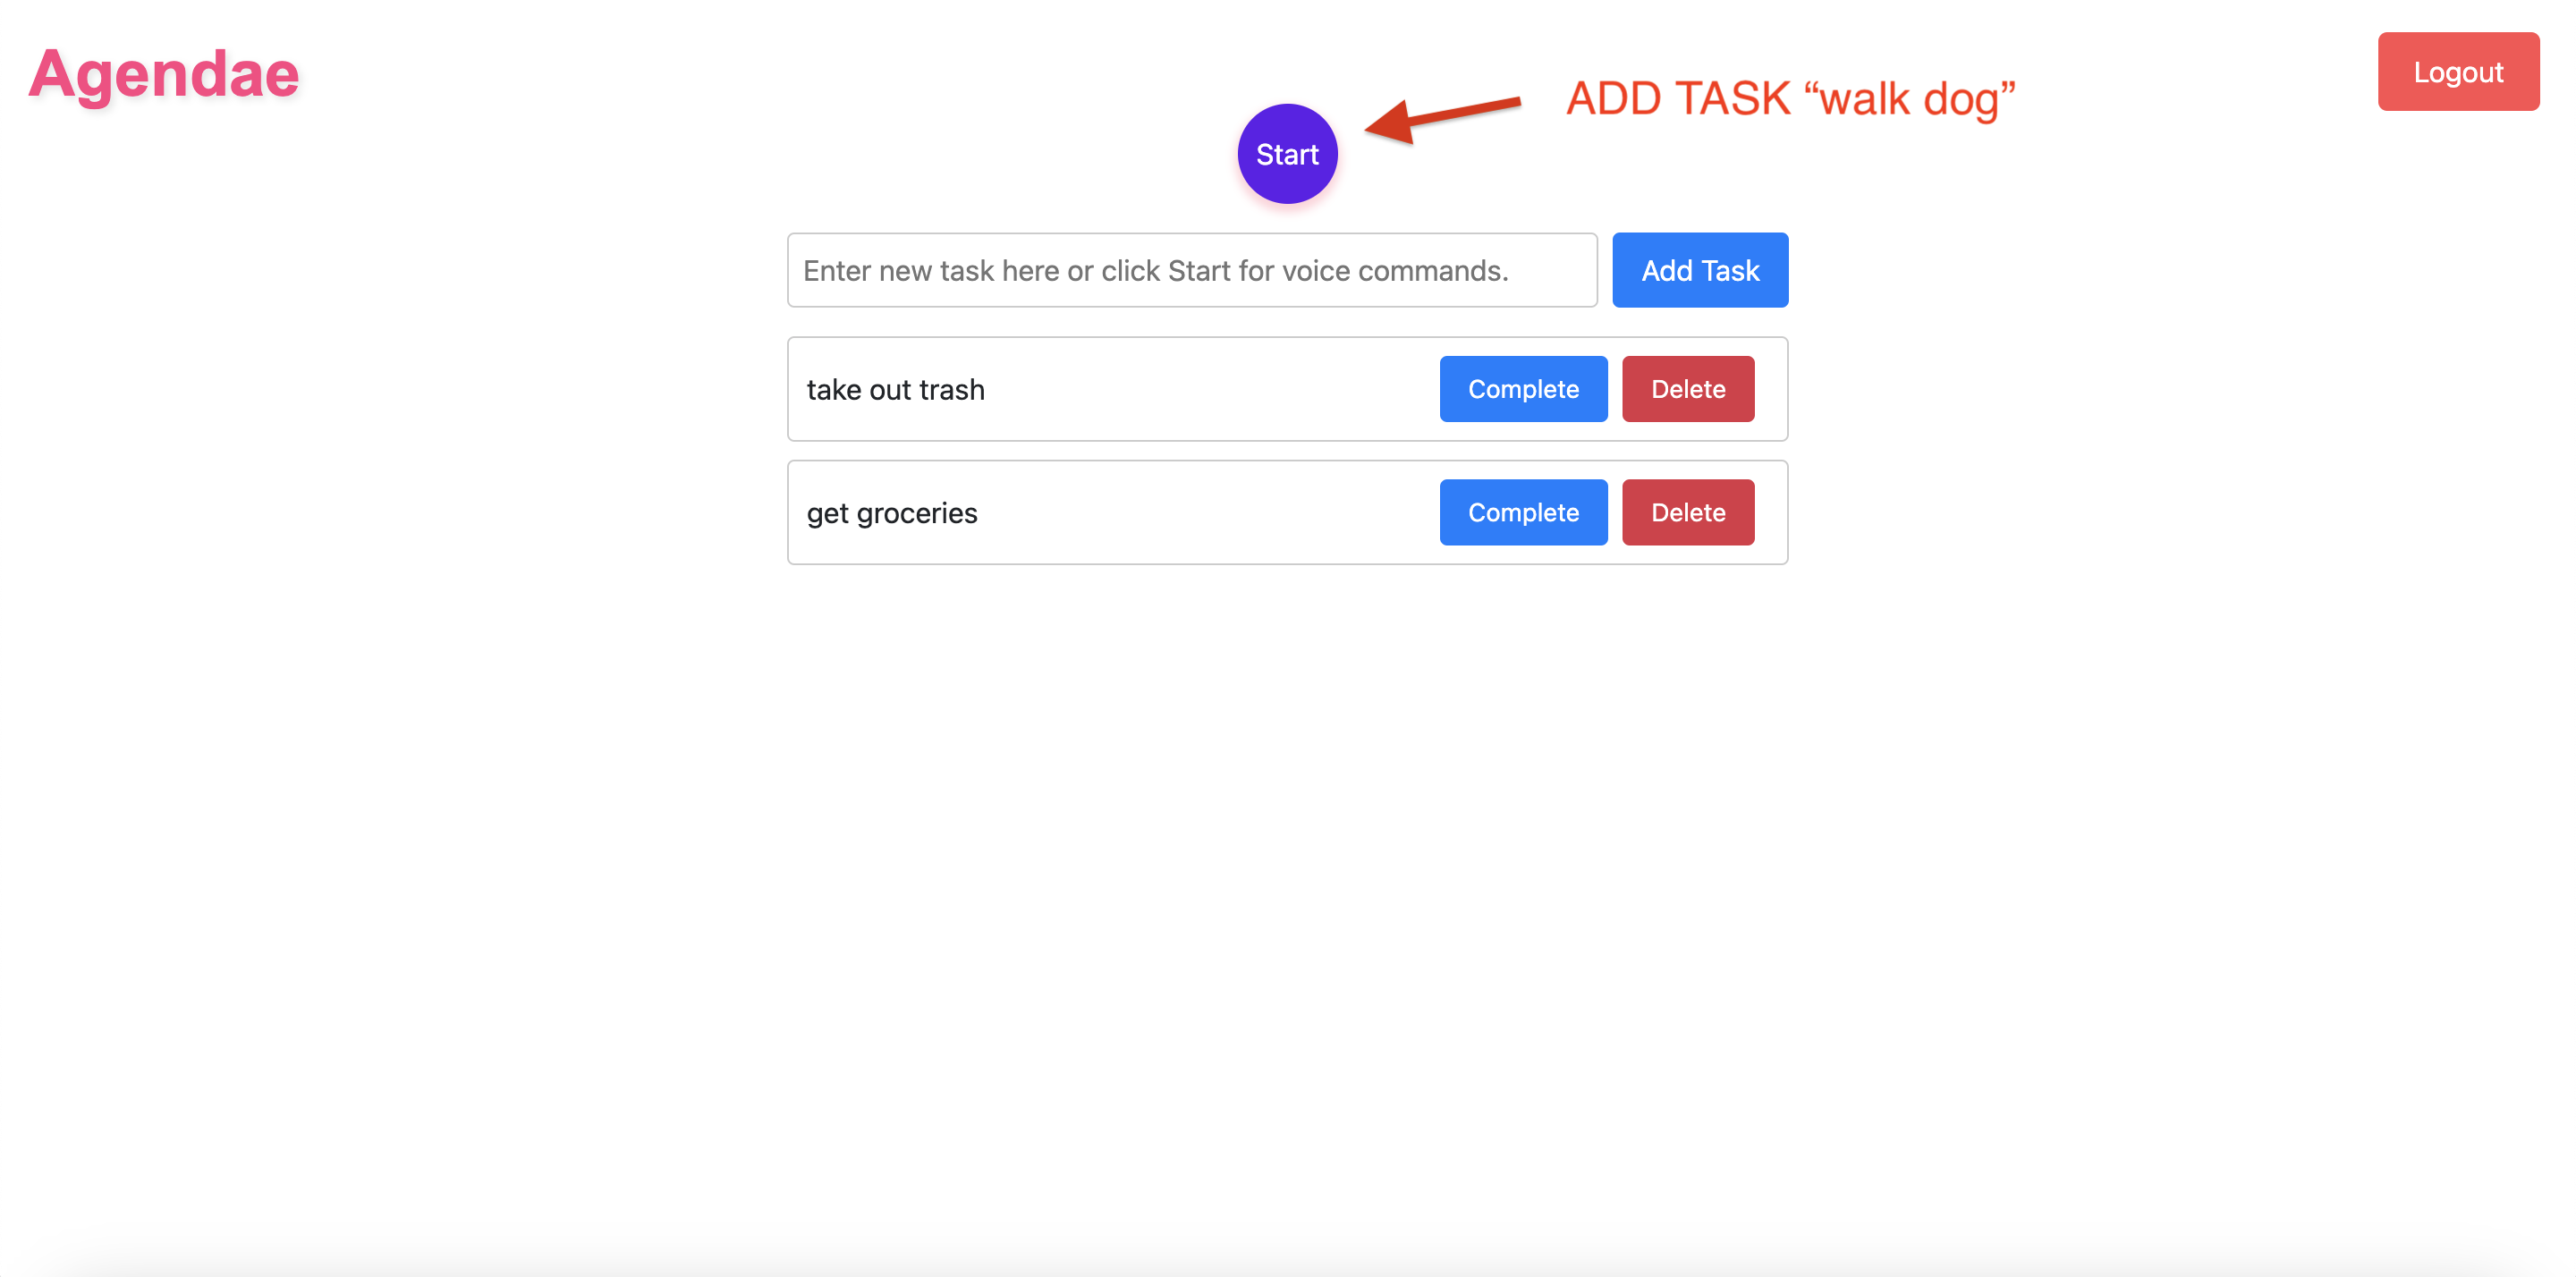 Agendae
Logout
ADD TASK “walk dog”
Start
Enter new task here or click Start for voice commands.
Add Task
take out trash
Complete
Delete
get groceries
Complete
Delete